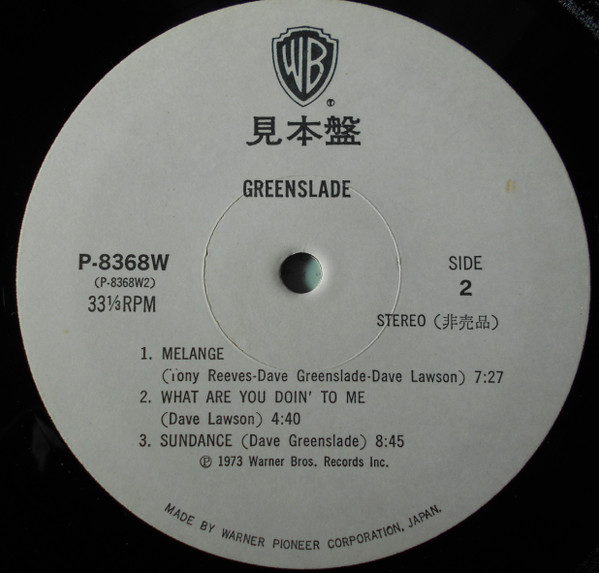 WB
見本盤
GREENSLADE
P-8368W
(P-8368W2)
33⅓RPM
SIDE
2
STEREO (非売品)
1. MELANGE
(Tony Reeves-Dave Greenslade-Dave Lawson) 7:27
2. WHAT ARE YOU DOIN' TO ME
(Dave Lawson) 4:40
3. SUNDANCE (Dave Greenslade) 8:45
℗ 1973 Warner Bros. Records Inc.
MADE BY WARNER PIONEER CORPORATION, JAPAN.